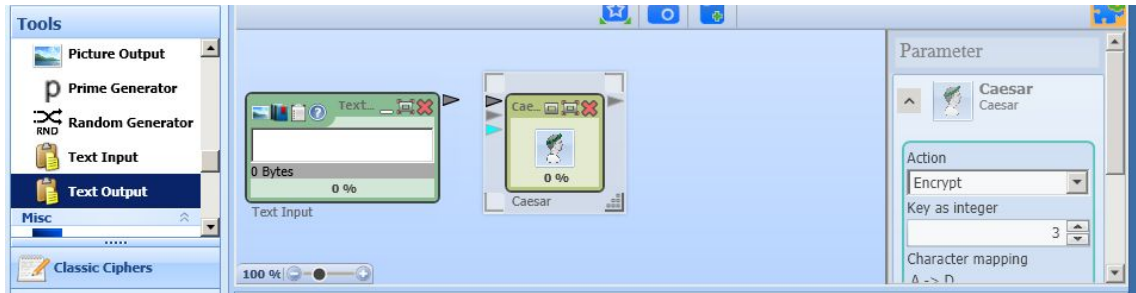 Tools
Picture Output
p Prime Generator
RND Random Generator
Text Input
Text Output
Misc
Classic Ciphers
Text...
0 Bytes
0 %
Text Input
Cae...
0 %
Caesar
100 %
Parameter
Caesar
Caesar
Action
Encrypt
Key as integer
3
Character mapping
A -> D